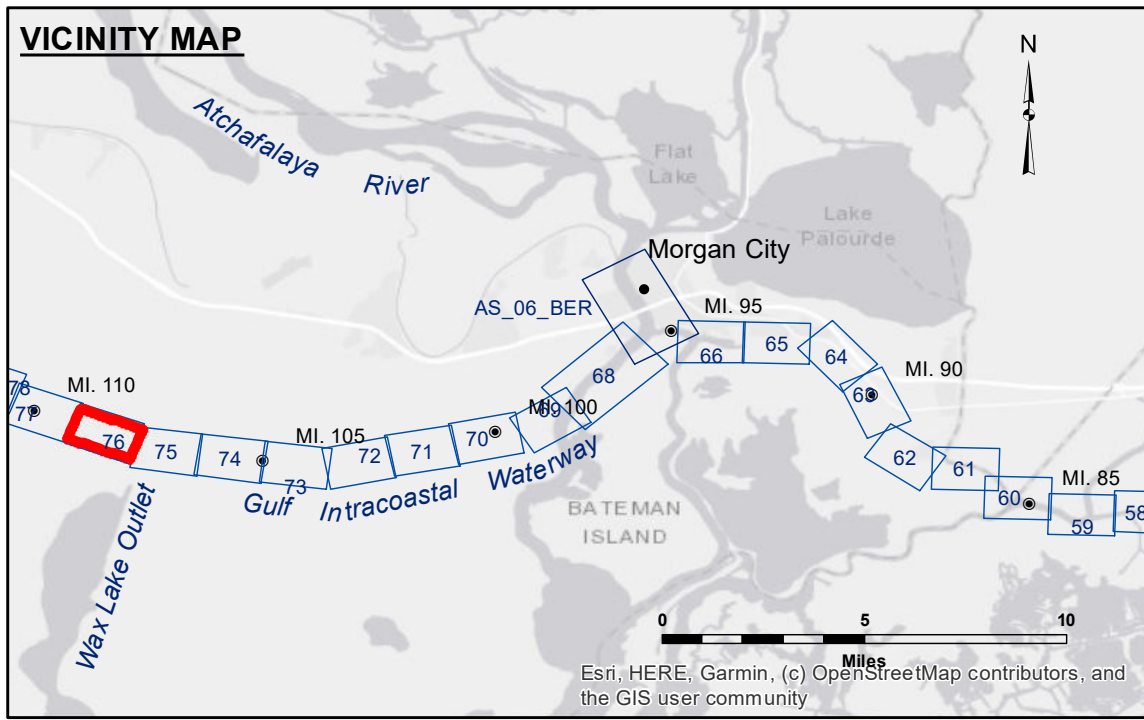 VICINITY MAP
N
Atchafalaya
River
Flat
Lake
Lake
Palourde
Morgan City
AS_06_BER
MI. 95
66
65
64
68
MI. 90
63
78
MI. 110
77
76
69
MI. 100
70
62
75
74
MI. 105
73
72
71
61
MI. 85
60
59
58
Gulf
Intracoastal
Waterway
Wax Lake Outlet
BATEMAN
ISLAND
0
5
10
Miles
Esri, HERE, Garmin, (c) OpenStreetMap contributors, and
the GIS user community